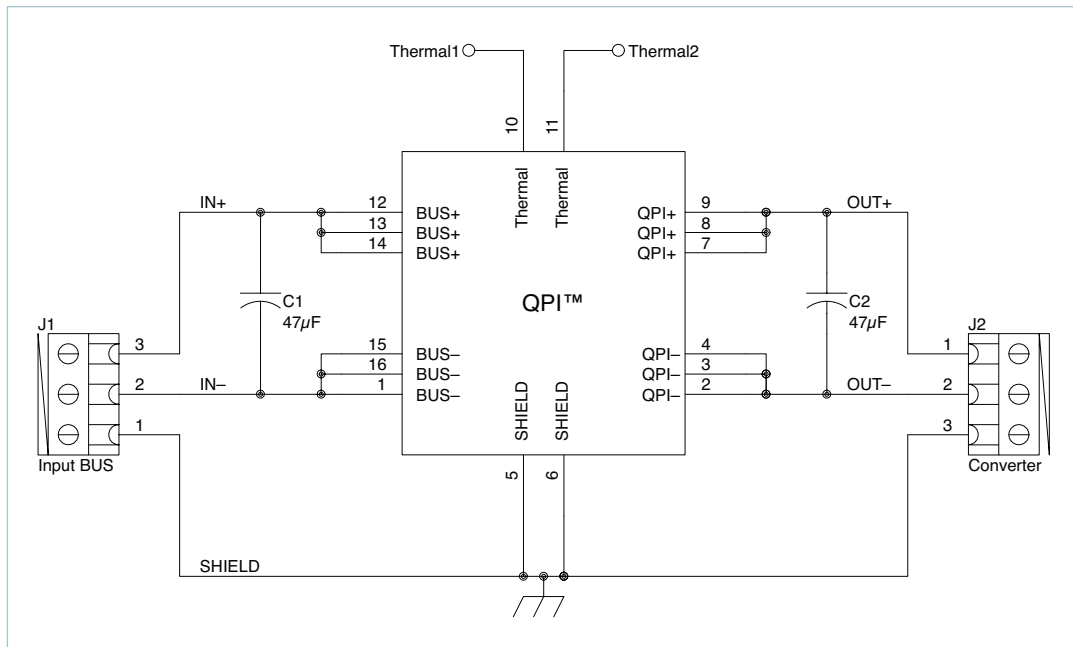 Thermal1 Thermal2
10 11
Thermal Thermal
IN+ 12 BUS+ QPI+ 9 OUT+
13 BUS+ QPI+ 8
14 BUS+ QPI+ 7
QPI™
C1 C2
47µF 47µF
J1 J2
3 15 BUS– QPI– 4 1
16 BUS– QPI– 3
2 IN– 1 BUS– QPI– 2 OUT– 2
SHIELD SHIELD
1 3
Input BUS Converter
5 6
SHIELD